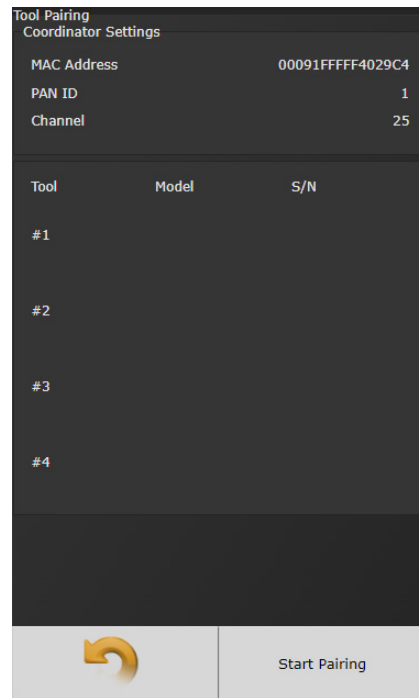 Tool Pairing
Coordinator Settings
MAC Address 00091FFFFF4029C4
PAN ID 1
Channel 25
Tool Model S/N
#1
#2
#3
#4
Start Pairing